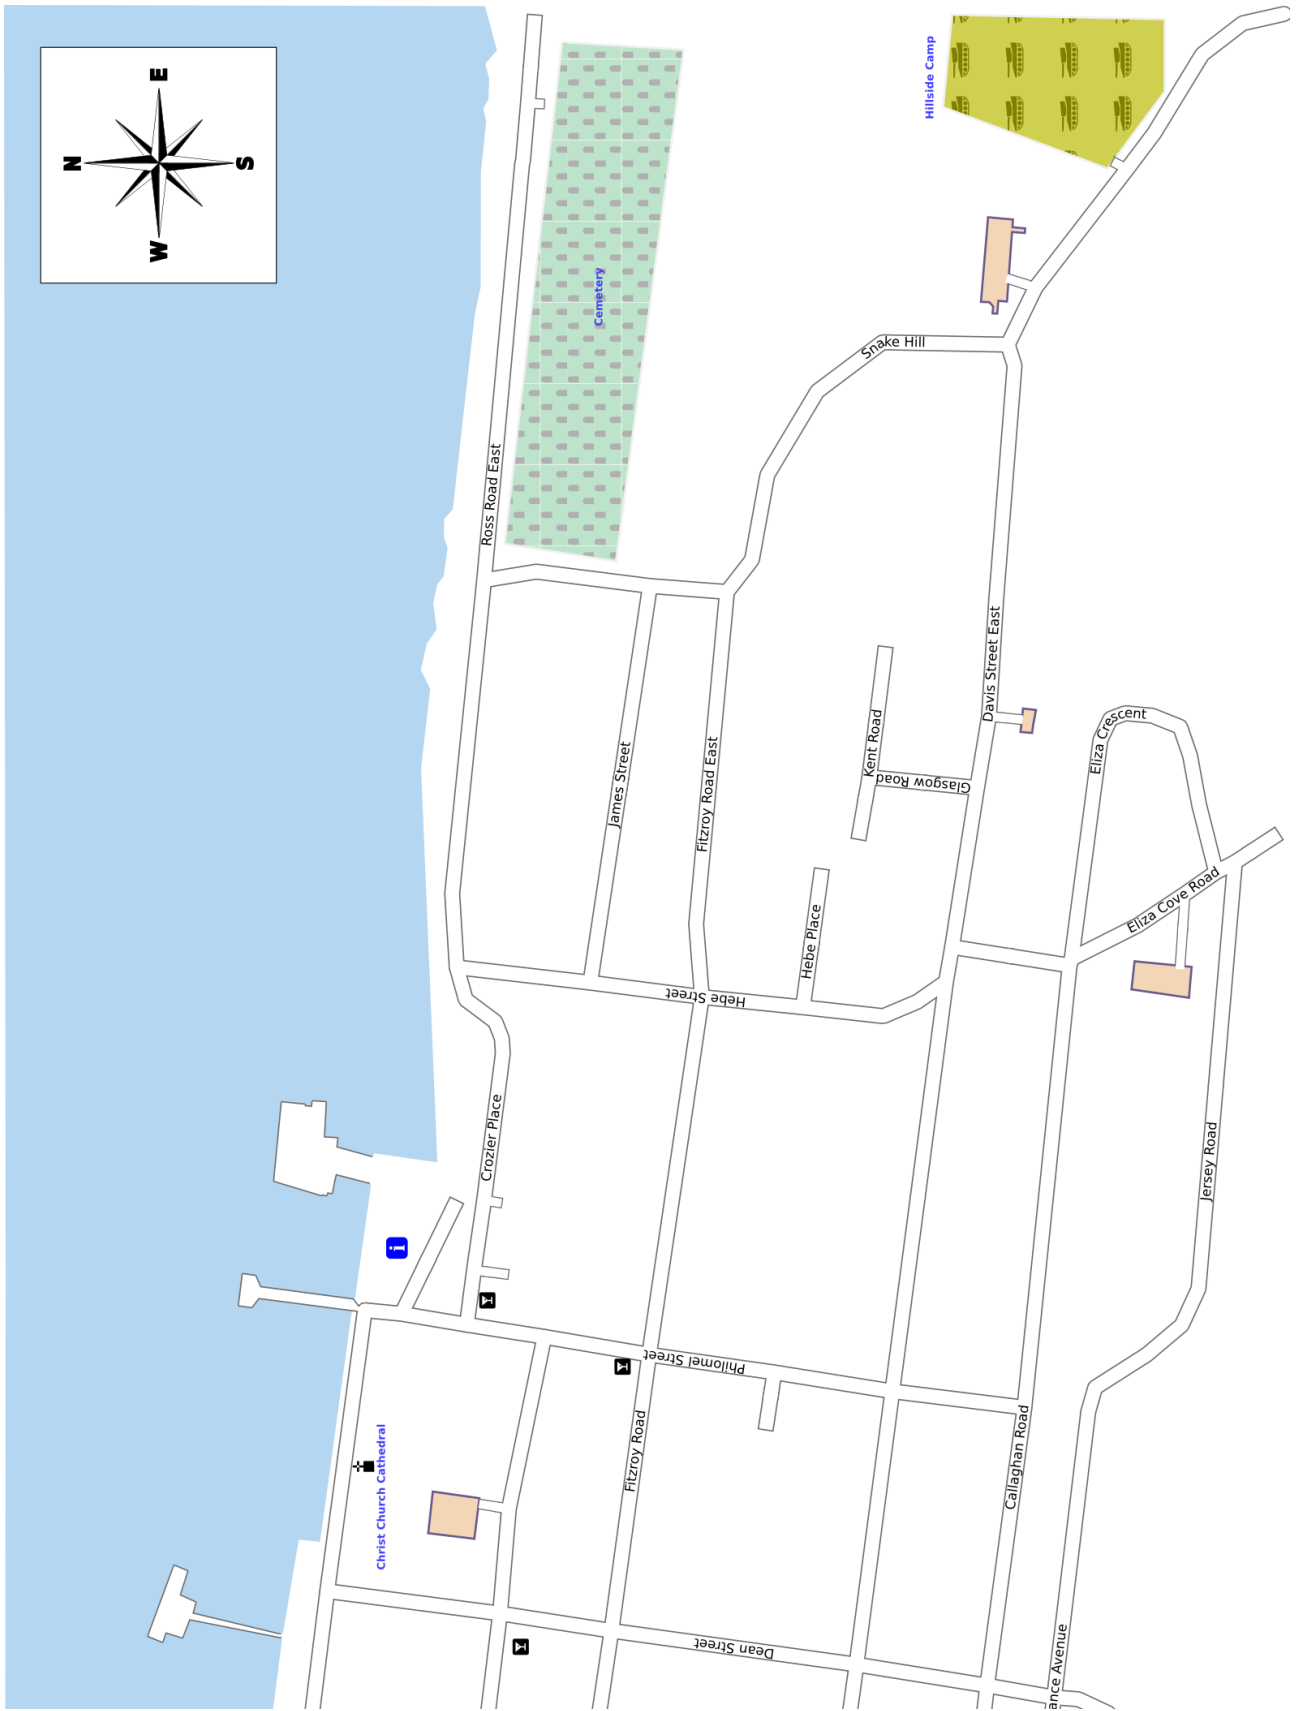 E
N
S
W
Hillside Camp
Cemetery
Snake Hill
Ross Road East
Davis Street East
Eliza Crescent
Kent Road
Glasgow Road
James Street
Fitzroy Road East
Eliza Cove Road
Hebe Place
Hebe Street
Crozier Place
Jersey Road
i
Philomel Street
Fitzroy Road
Callaghan Road
Christ Church Cathedral
Dean Street
ance Avenue